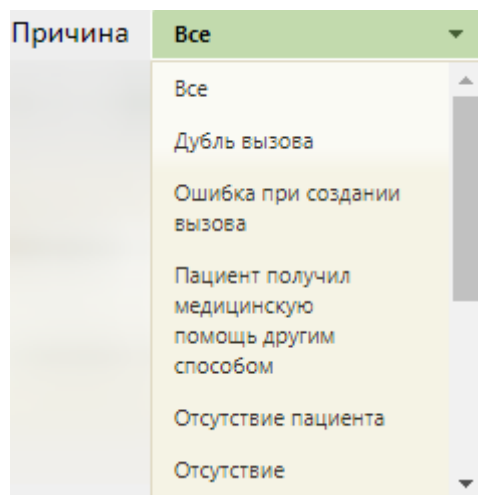 Причина Все
Все
Дубль вызова
Ошибка при создании
вызова
Пациент получил
медицинскую
помощь другим
способом
Отсутствие пациента
Отсутствие